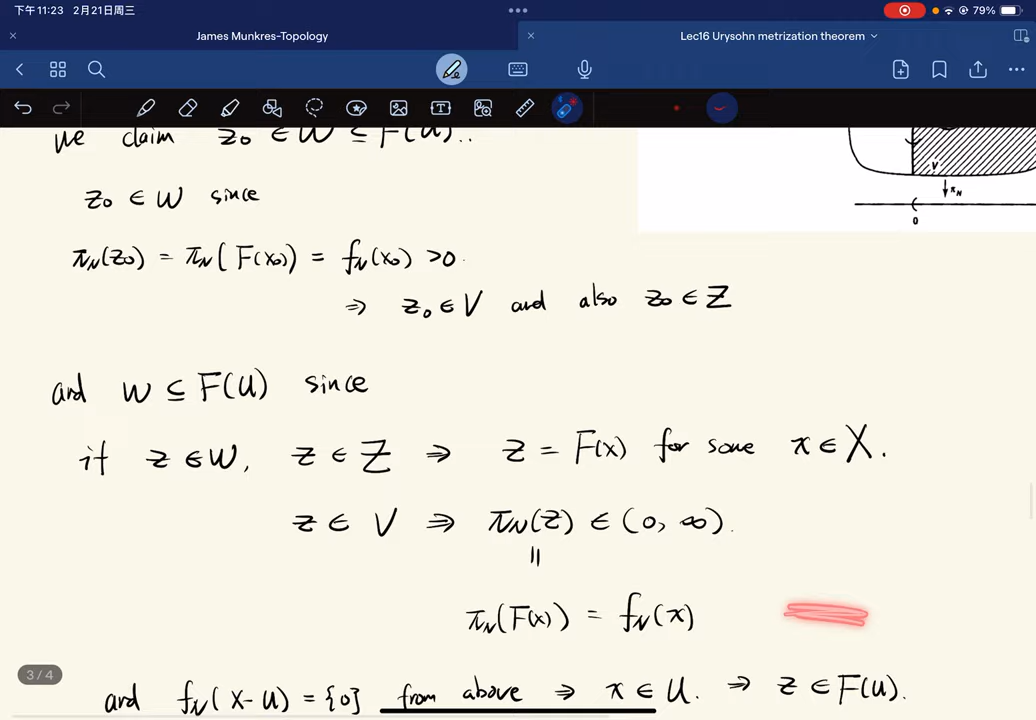 下午11:23 2月21日周三
79%
James Munkres-Topology
Lec16 Urysohn metrization theorem
We claim z₀ ∈ W ⊆ F(U).
z₀ ∈ W since
π_N(z₀) = π_N(F(x₀)) = f_N(x₀) > 0.
⇒ z₀ ∈ V and also z₀ ∈ Z
and W ⊆ F(U) since
if z ∈ W, z ∈ Z ⇒ z = F(x) for some x ∈ X.
z ∈ V ⇒ π_N(z) ∈ (0, ∞).
||
π_N(F(x)) = f_N(x)
and f_N(X-U) = {0} from above ⇒ x ∈ U. ⇒ z ∈ F(U).
V
π_N
0
3 / 4